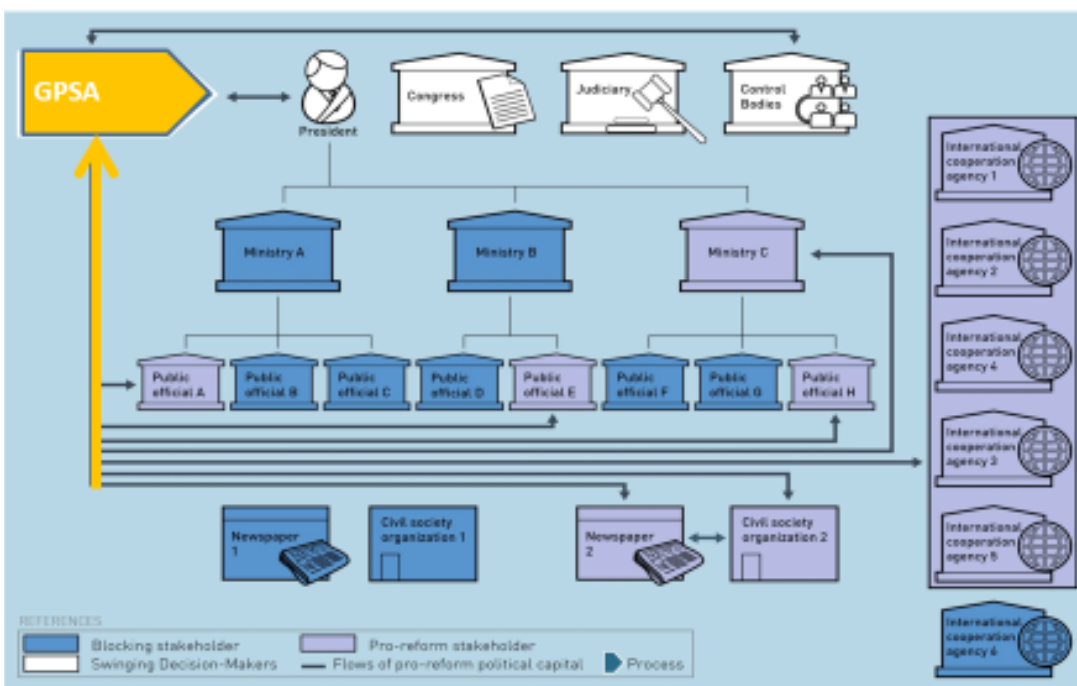 GPSA
President
Congress
Judiciary
Control
Bodies
International
cooperation
agency 1
Ministry A
Ministry B
Ministry C
International
cooperation
agency 2
International
cooperation
agency 4
Public
official A
Public
official B
Public
official C
Public
official D
Public
official E
Public
official F
Public
official G
Public
official H
International
cooperation
agency 3
Newspaper
1
Civil society
organization 1
Newspaper
2
Civil society
organization 2
International
cooperation
agency 5
International
cooperation
agency 6
REFERENCES
Blocking stakeholder
Pro-reform stakeholder
Swinging Decision-Makers
Flows of pro-reform political capital
Process